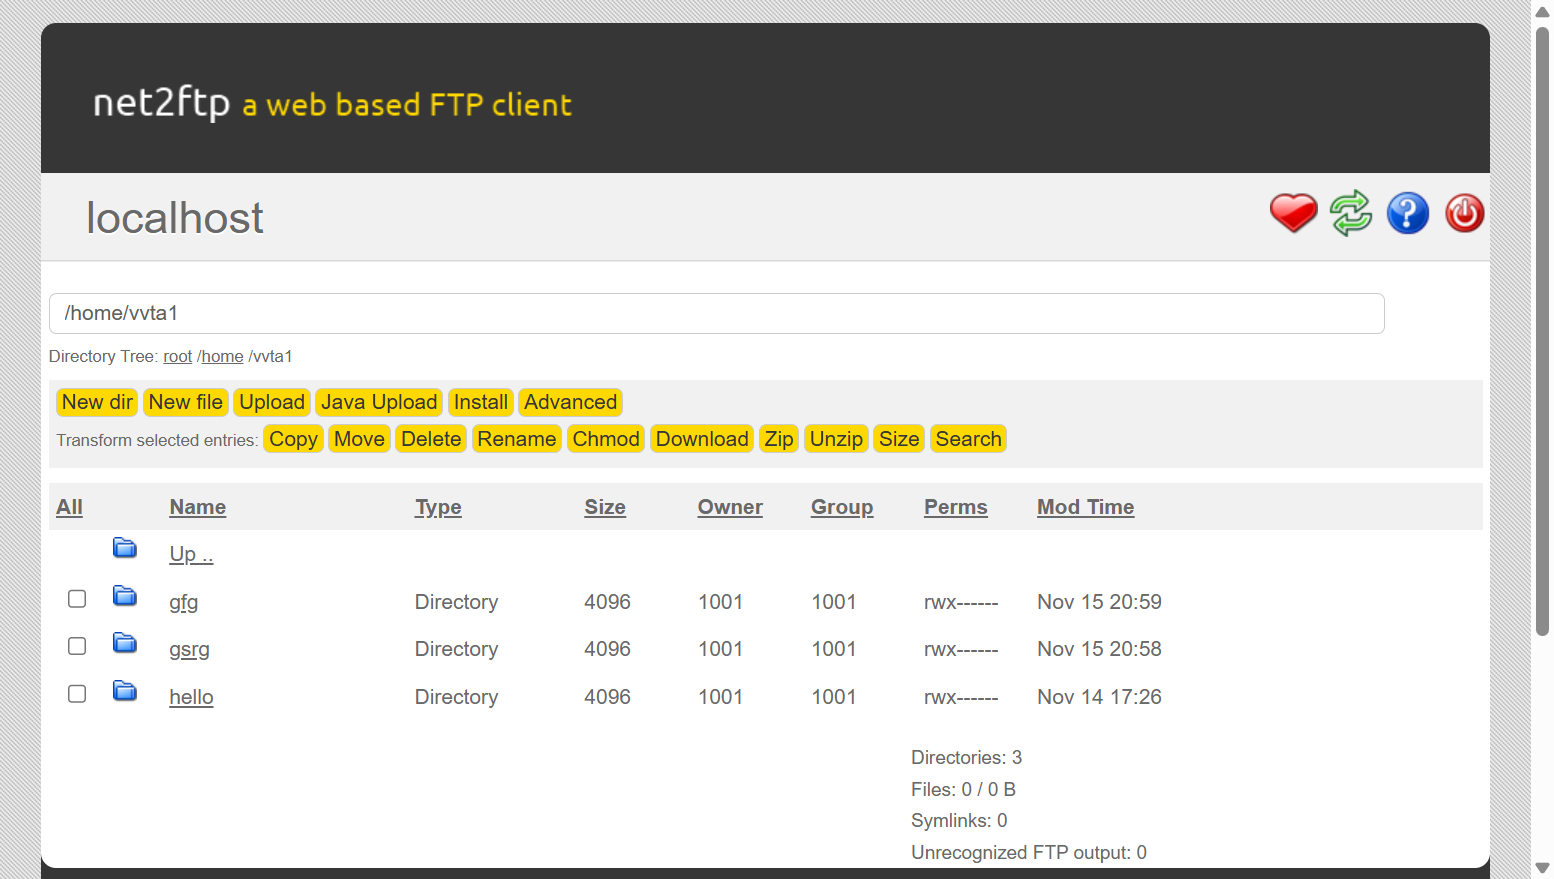 net2ftp a web based FTP client
localhost
/home/vvta1
Directory Tree: root /home /vvta1
New dir New file Upload Java Upload Install Advanced
Transform selected entries: Copy Move Delete Rename Chmod Download Zip Unzip Size Search
All Name Type Size Owner Group Perms Mod Time
Up ..
gfg Directory 4096 1001 1001 rwx------ Nov 15 20:59
gsrg Directory 4096 1001 1001 rwx------ Nov 15 20:58
hello Directory 4096 1001 1001 rwx------ Nov 14 17:26
Directories: 3
Files: 0 / 0 B
Symlinks: 0
Unrecognized FTP output: 0